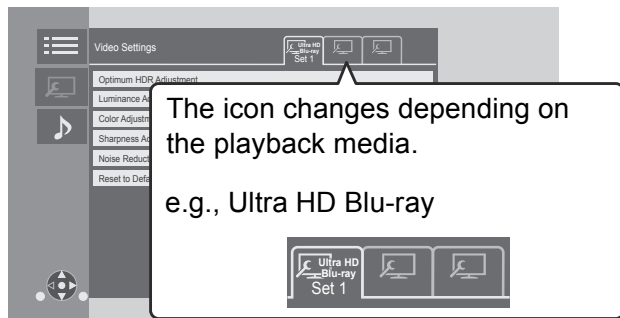 Video Settings
Ultra HD
Blu-ray
Set 1
Optimum HDR Adjustment
Luminance A
Color Adjustm
Sharpness Ad
Noise Reduct
Reset to Defa
The icon changes depending on
the playback media.
e.g., Ultra HD Blu-ray
Ultra HD
Blu-ray
Set 1